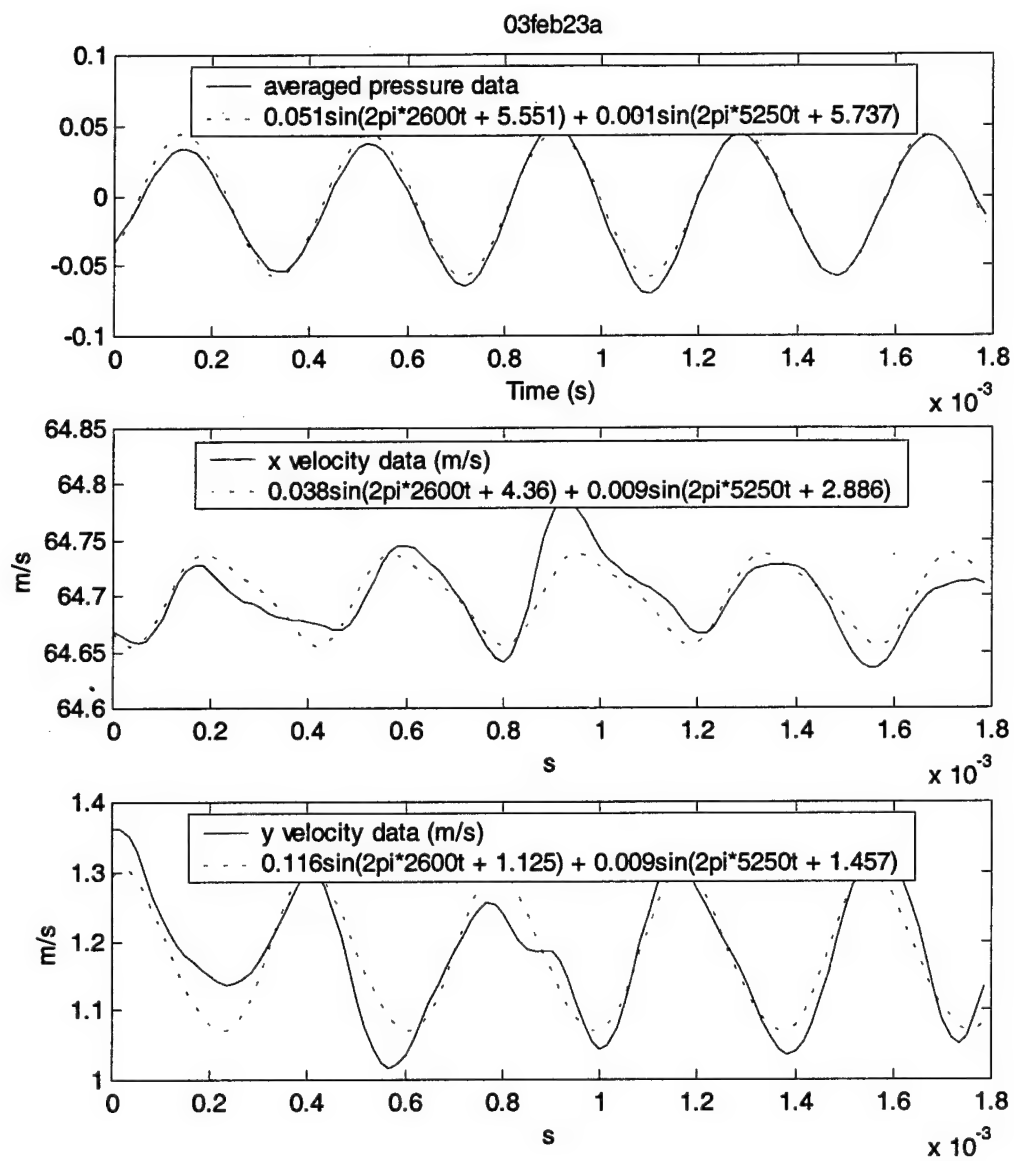 03feb23a
0.1
0.05
0
-0.05
-0.1
averaged pressure data
0.051sin(2pi*2600t + 5.551) + 0.001sin(2pi*5250t + 5.737)
0 0.2 0.4 0.6 0.8 1 1.2 1.4 1.6 1.8
Time (s)
x 10-3
64.85
64.8
64.75
64.7
64.65
64.6
m/s
x velocity data (m/s)
0.038sin(2pi*2600t + 4.36) + 0.009sin(2pi*5250t + 2.886)
0 0.2 0.4 0.6 0.8 1 1.2 1.4 1.6 1.8
s
x 10-3
1.4
1.3
1.2
1.1
1
m/s
y velocity data (m/s)
0.116sin(2pi*2600t + 1.125) + 0.009sin(2pi*5250t + 1.457)
0 0.2 0.4 0.6 0.8 1 1.2 1.4 1.6 1.8
s
x 10-3